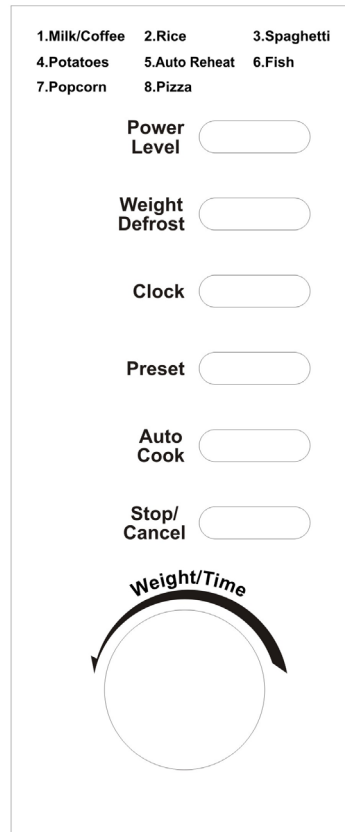 1.Milk/Coffee 2.Rice 3.Spaghetti
4.Potatoes 5.Auto Reheat 6.Fish
7.Popcorn 8.Pizza
Power
Level
Weight
Defrost
Clock
Preset
Auto
Cook
Stop/
Cancel
Weight/Time